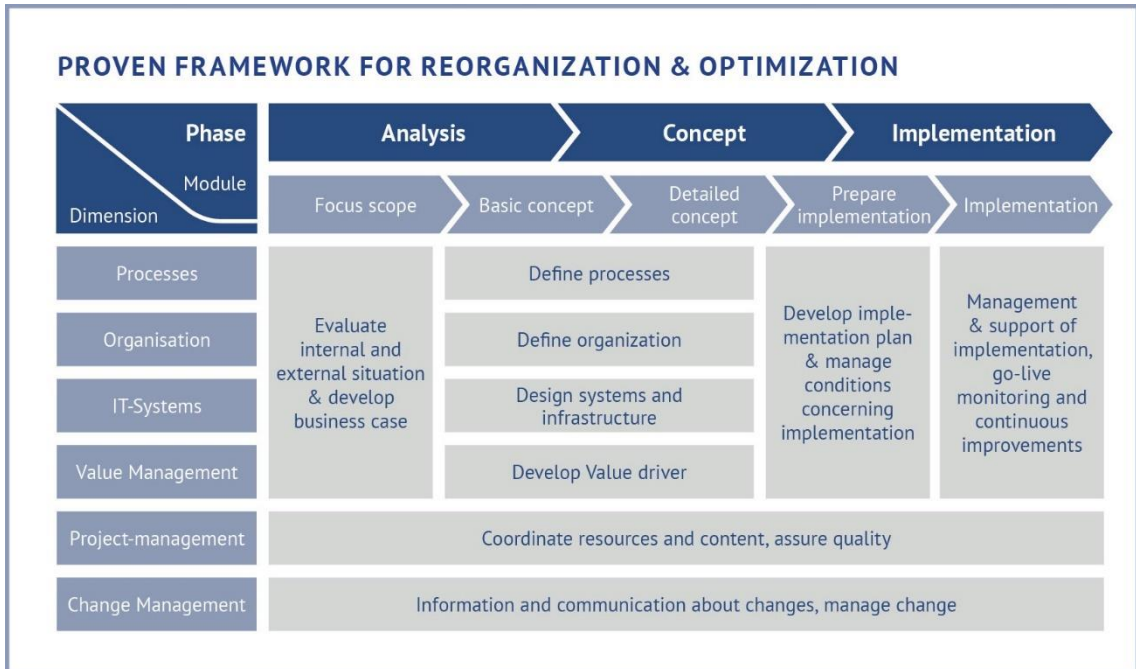 PROVEN FRAMEWORK FOR REORGANIZATION & OPTIMIZATION
Phase
Module
Dimension
Analysis
Concept
Implementation
Focus scope
Basic concept
Detailed
concept
Prepare
implementation
Implementation
Processes
Organisation
IT-Systems
Value Management
Project-management
Change Management
Evaluate
internal and
external situation
& develop
business case
Define processes
Define organization
Design systems and
infrastructure
Develop Value driver
Develop imple-
mentation plan
& manage
conditions
concerning
implementation
Management
& support of
implementation,
go-live
monitoring and
continuous
improvements
Coordinate resources and content, assure quality
Information and communication about changes, manage change